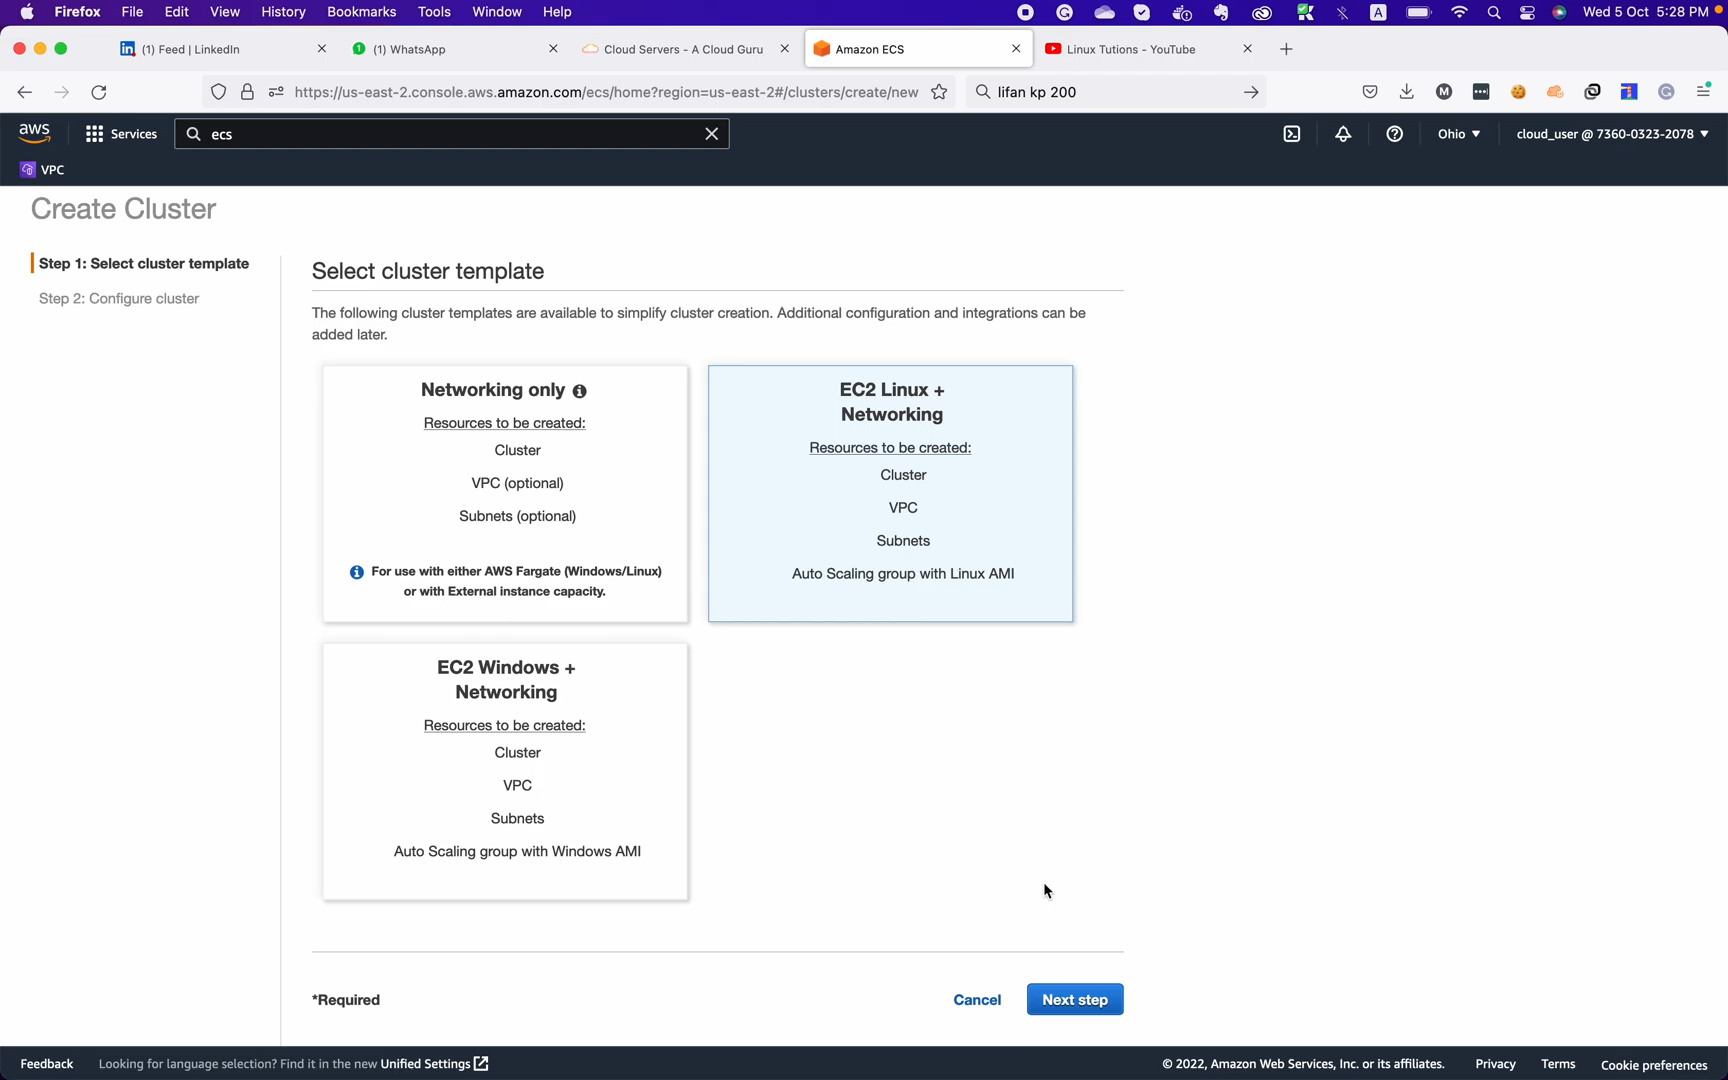 Firefox File Edit View History Bookmarks Tools Window Help A Wed 5 Oct 5:28 PM
(1) Feed | LinkedIn (1) WhatsApp Cloud Servers - A Cloud Guru Amazon ECS Linux Tutions - YouTube
https://us-east-2.console.aws.amazon.com/ecs/home?region=us-east-2#/clusters/create/new lifan kp 200
aws Services ecs Ohio cloud_user @ 7360-0323-2078
VPC
Create Cluster
Step 1: Select cluster template
Step 2: Configure cluster
Select cluster template
The following cluster templates are available to simplify cluster creation. Additional configuration and integrations can be
added later.
Networking only
Resources to be created:
Cluster
VPC (optional)
Subnets (optional)
For use with either AWS Fargate (Windows/Linux)
or with External instance capacity.
EC2 Linux +
Networking
Resources to be created:
Cluster
VPC
Subnets
Auto Scaling group with Linux AMI
EC2 Windows +
Networking
Resources to be created:
Cluster
VPC
Subnets
Auto Scaling group with Windows AMI
*Required
Cancel
Next step
Feedback Looking for language selection? Find it in the new Unified Settings © 2022, Amazon Web Services, Inc. or its affiliates. Privacy Terms Cookie preferences